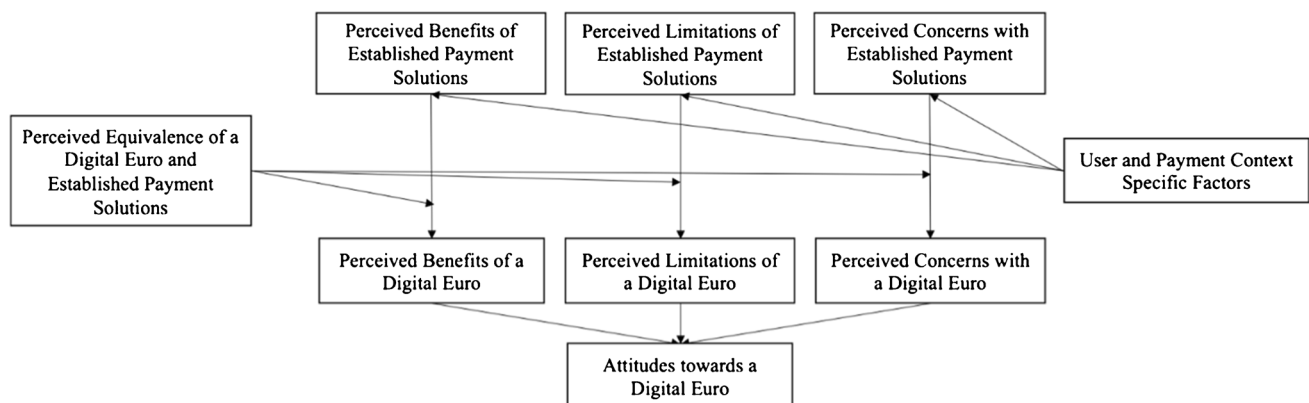 Perceived Benefits of
Established Payment
Solutions
Perceived Limitations of
Established Payment
Solutions
Perceived Concerns with
Established Payment
Solutions
Perceived Equivalence of a
Digital Euro and
Established Payment
Solutions
User and Payment Context
Specific Factors
Perceived Benefits of a
Digital Euro
Perceived Limitations of
a Digital Euro
Perceived Concerns with
a Digital Euro
Attitudes towards a
Digital Euro